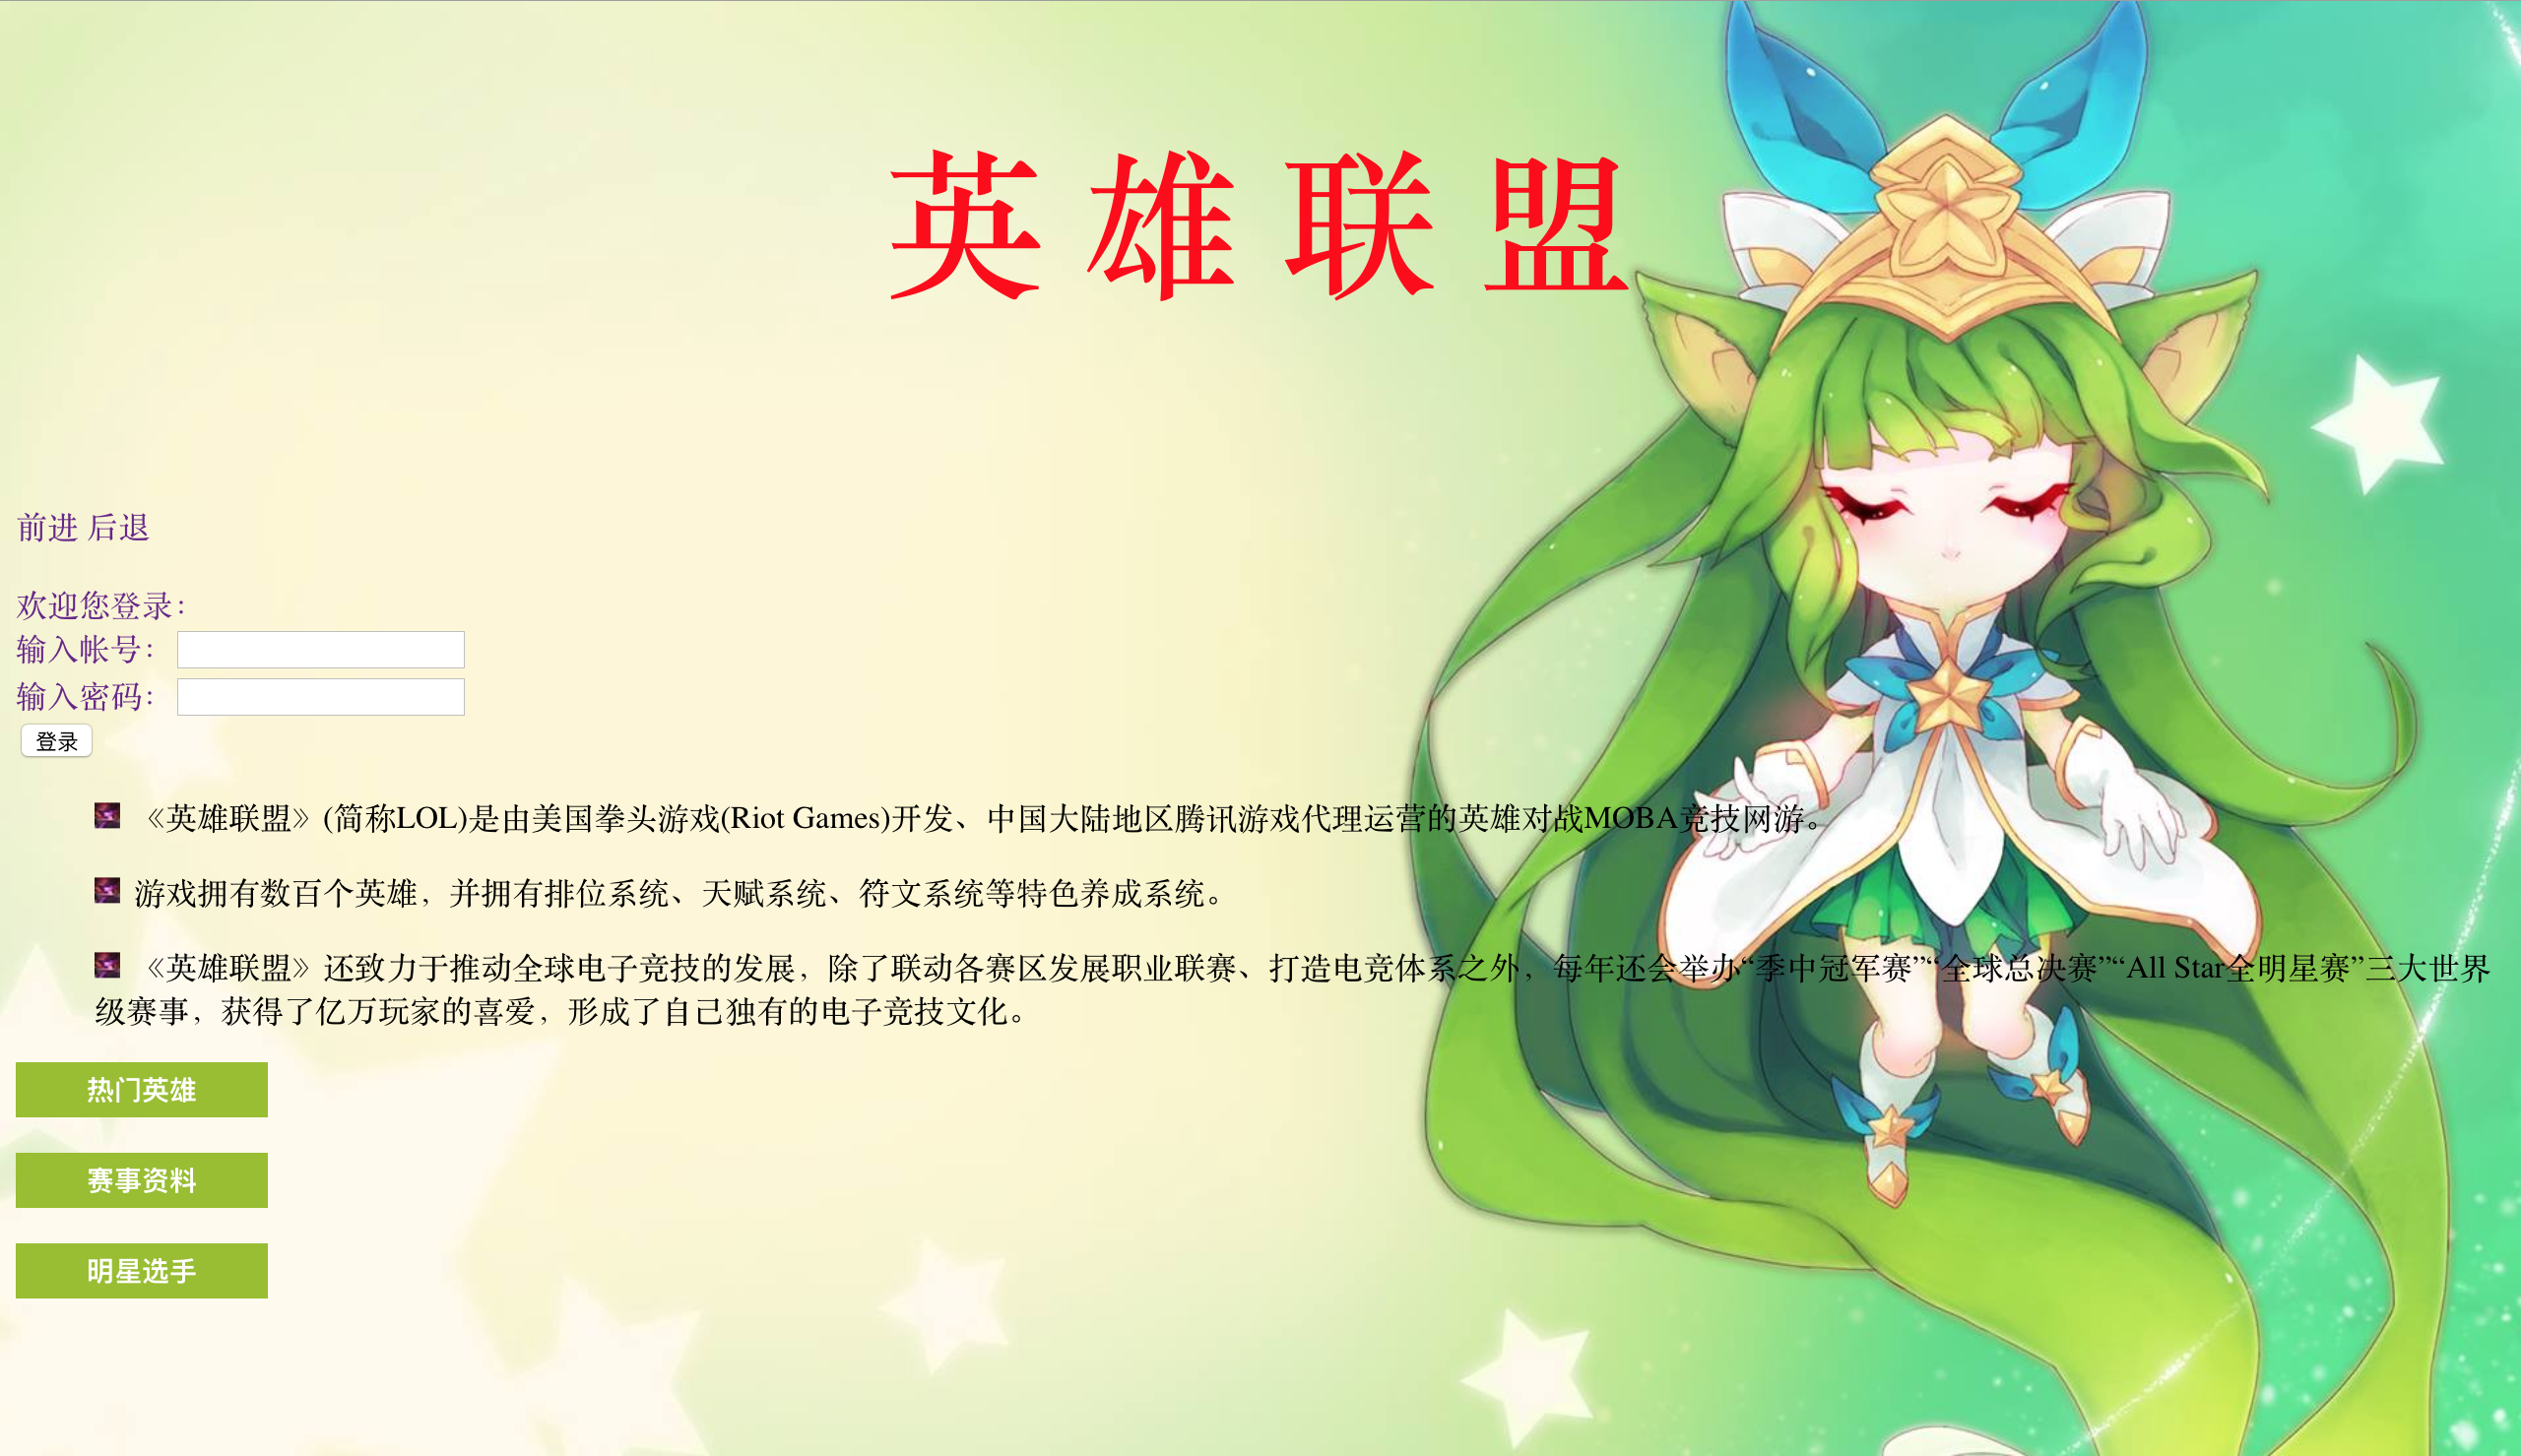 英雄联盟
前进 后退
欢迎您登录：
输入帐号：
输入密码：
登录
《英雄联盟》(简称LOL)是由美国拳头游戏(Riot Games)开发、中国大陆地区腾讯游戏代理运营的英雄对战MOBA竞技网游。
游戏拥有数百个英雄，并拥有排位系统、天赋系统、符文系统等特色养成系统。
《英雄联盟》还致力于推动全球电子竞技的发展，除了联动各赛区发展职业联赛、打造电竞体系之外，每年还会举办“季中冠军赛”“全球总决赛”“All Star全明星赛”三大世界
级赛事，获得了亿万玩家的喜爱，形成了自己独有的电子竞技文化。
热门英雄
赛事资料
明星选手